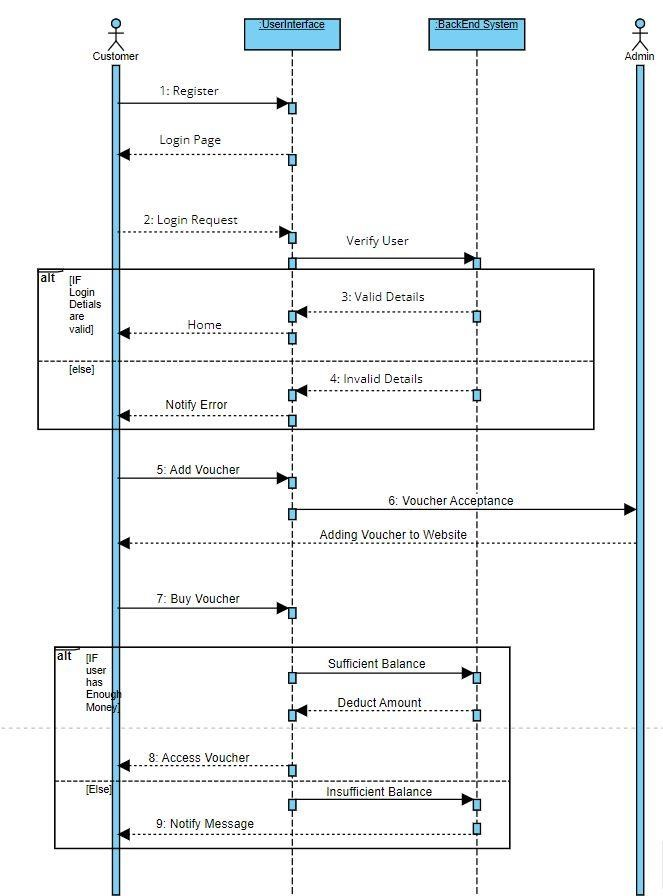 :UserInterface
:BackEnd System
Customer
Admin
1: Register
Login Page
2: Login Request
Verify User
alt
[IF
Login
Detials
are
valid]
3: Valid Details
Home
[else]
4: Invalid Details
Notify Error
5: Add Voucher
6: Voucher Acceptance
Adding Voucher to Website
7: Buy Voucher
alt
[IF
user
has
Enough
Money]
Sufficient Balance
Deduct Amount
8: Access Voucher
[Else]
Insufficient Balance
9: Notify Message